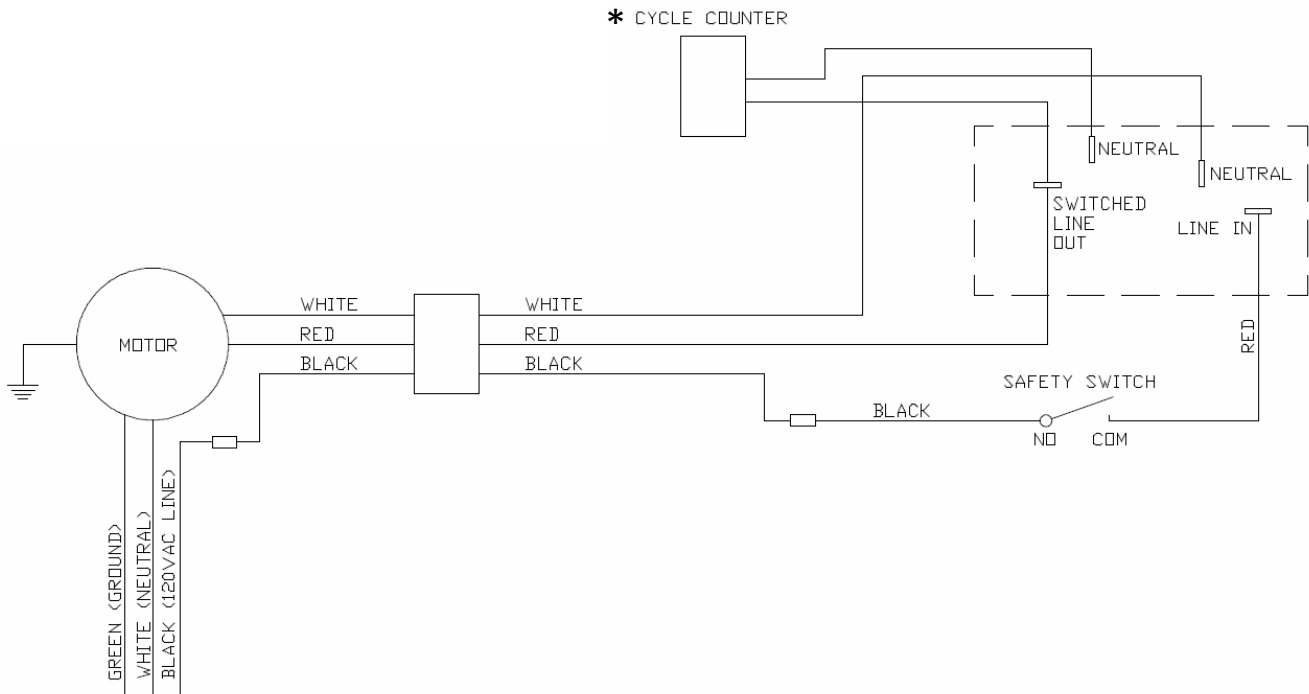 * CYCLE COUNTER
NEUTRAL
NEUTRAL
SWITCHED
LINE
OUT
LINE IN
WHITE
WHITE
MOTOR
RED
RED
RED
BLACK
BLACK
SAFETY SWITCH
BLACK
NO
COM
GREEN (GROUND)
WHITE (NEUTRAL)
BLACK (120VAC LINE)